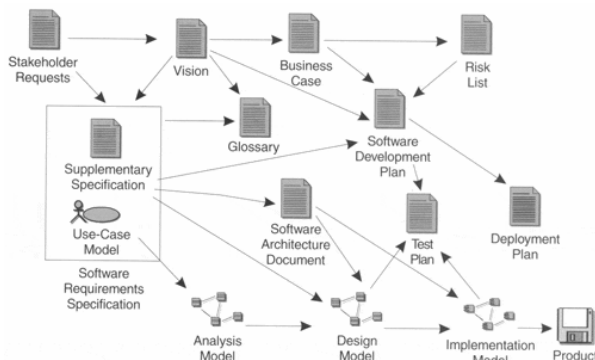 Stakeholder
Requests
Vision
Business
Case
Risk
List
Glossary
Software
Development
Plan
Supplementary
Specification
Use-Case
Model
Software
Requirements
Specification
Software
Architecture
Document
Test
Plan
Deployment
Plan
Analysis
Model
Design
Model
Implementation
Model
Product